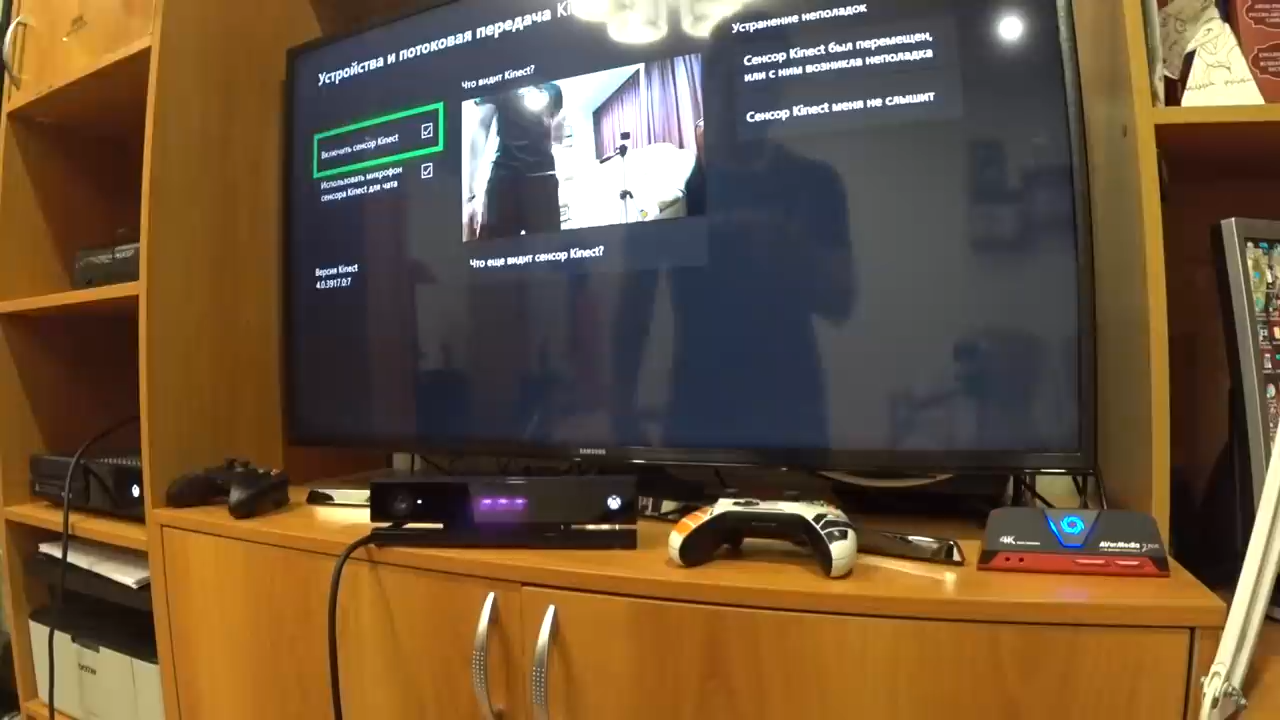 Устройства и потоковая передача Ki
Включить сенсор Kinect
Использовать микрофон
сенсора Kinect для чата
Версия Kinect
4.0.3917.0:7
Что видит Kinect?
Что еще видит сенсор Kinect?
Устранение неполадок
Сенсор Kinect был перемещен,
или с ним возникла неполадка
Сенсор Kinect меня не слышит
SAMSUNG
4K
AVerMedia
brother